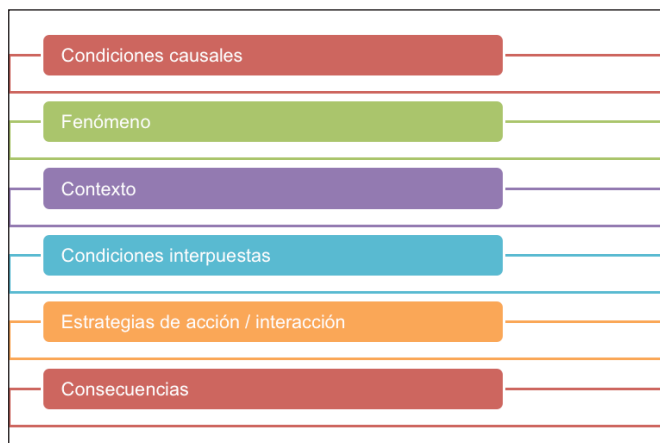 Condiciones causales
Fenómeno
Contexto
Condiciones interpuestas
Estrategias de acción / interacción
Consecuencias